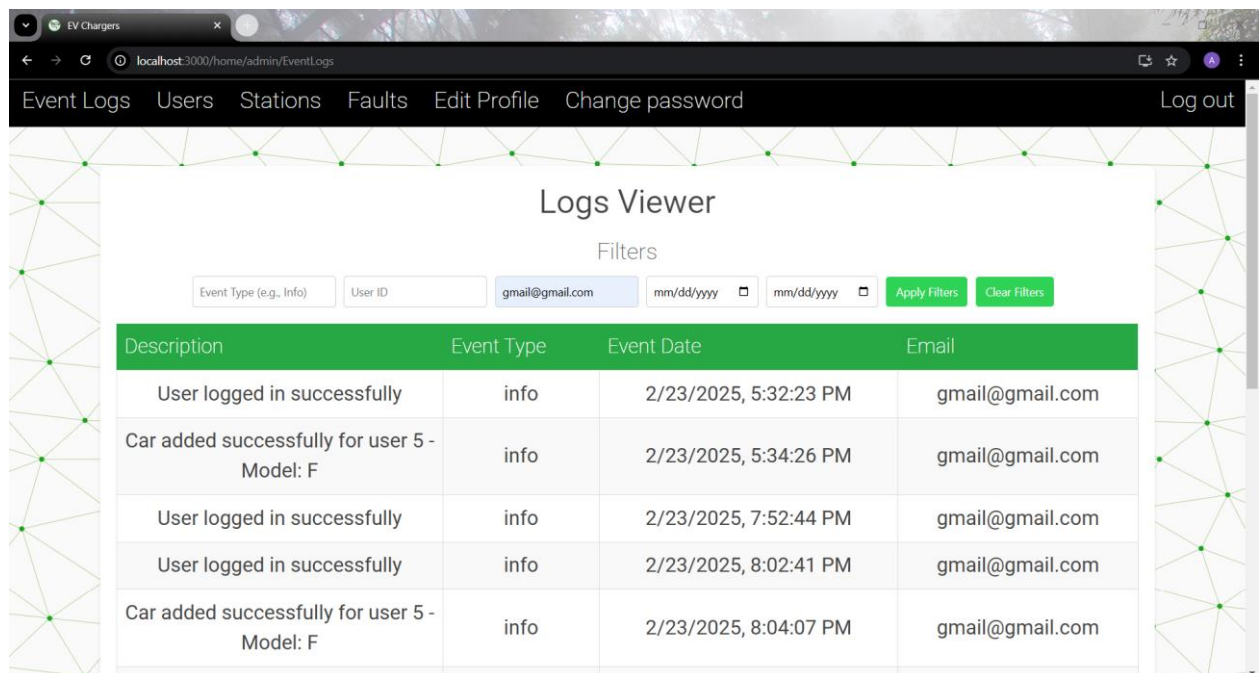 EV Chargers
localhost:3000/home/admin/EventLogs
A
Event Logs Users Stations Faults Edit Profile Change password Log out
Logs Viewer
Filters
Event Type (e.g., Info) User ID gmail@gmail.com mm/dd/yyyy mm/dd/yyyy Apply Filters Clear Filters
Description Event Type Event Date Email
User logged in successfully info 2/23/2025, 5:32:23 PM gmail@gmail.com
Car added successfully for user 5 -
Model: F
info 2/23/2025, 5:34:26 PM gmail@gmail.com
User logged in successfully info 2/23/2025, 7:52:44 PM gmail@gmail.com
User logged in successfully info 2/23/2025, 8:02:41 PM gmail@gmail.com
Car added successfully for user 5 -
Model: F
info 2/23/2025, 8:04:07 PM gmail@gmail.com